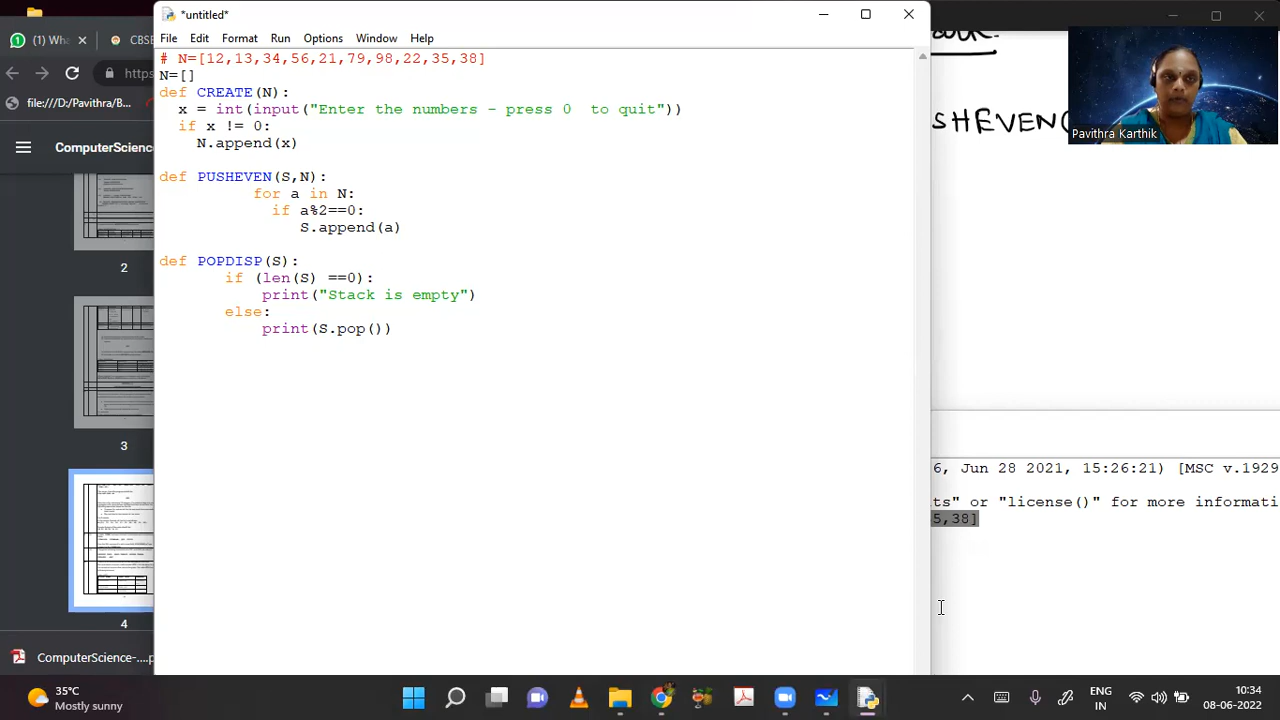 *untitled*
File Edit Format Run Options Window Help
# N=[12,13,34,56,21,79,98,22,35,38]
N=[]
def CREATE(N):
x = int(input("Enter the numbers - press 0  to quit"))
if x != 0:
N.append(x)
def PUSHEVEN(S,N):
for a in N:
if a%2==0:
S.append(a)
def POPDISP(S):
if (len(S) ==0):
print("Stack is empty")
else:
print(S.pop())
1
https
file:///D:/Pavithra/B...
ComputerScience
2
3
4
ComputerScience-....p
SHEVEN(
Pavithra Karthik
6, Jun 28 2021, 15:26:21) [MSC v.1929
ts" or "license()" for more informati
5,38]
35°C
Mostly sunny
ENG
IN
10:34
08-06-2022